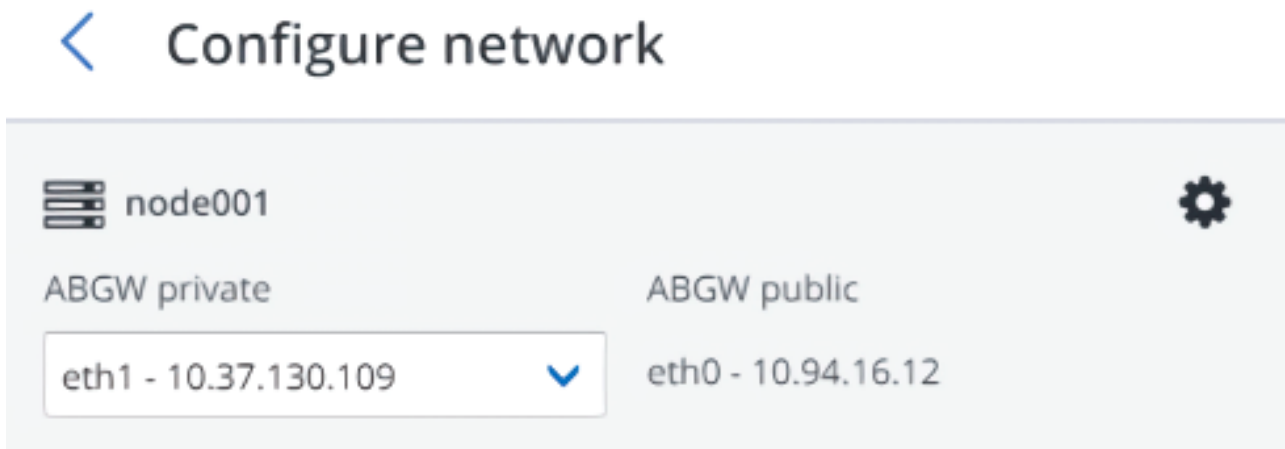 Configure network
node001
ABGW private
ABGW public
eth1 - 10.37.130.109
eth0 - 10.94.16.12